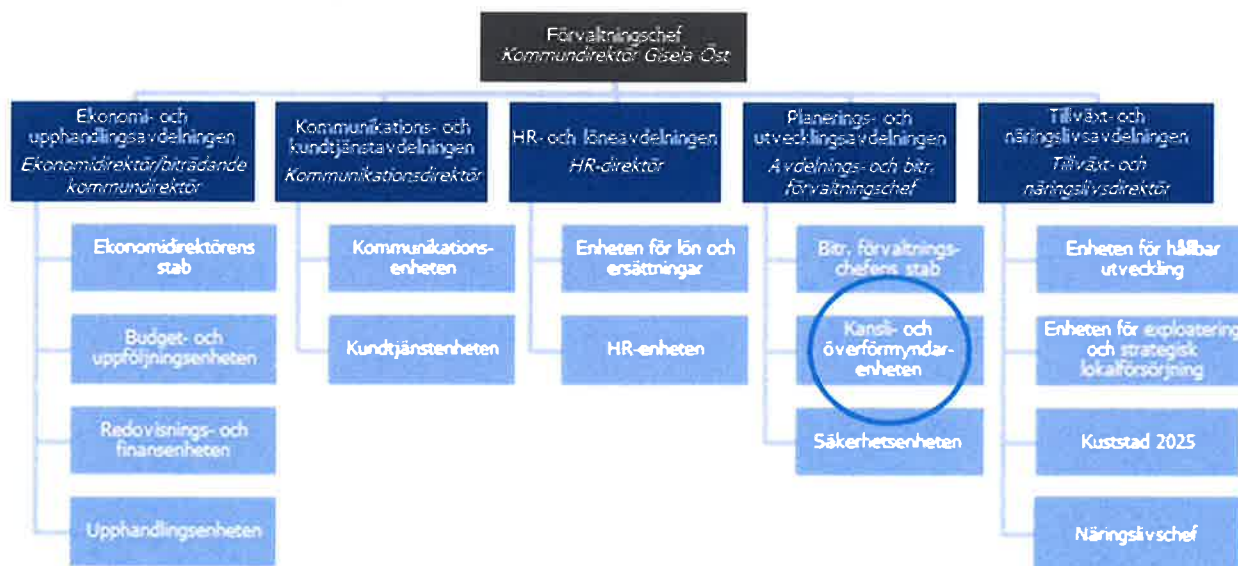 Förvaltningschef
Kommundirektör Gisela Öst
Ekonomi- och
upphandlingsavdelningen
Ekonomidirektör/biträdande
kommundirektör
Kommunikations- och
kundtjänstavdelningen
Kommunikationsdirektör
HR- och löneavdelningen
HR-direktör
Planerings- och
utvecklingsavdelningen
Avdelnings- och bitr.
förvaltningschef
Tillväxt- och
näringslivsavdelningen
Tillväxt- och
näringslivsdirektör
Ekonomidirektörens
stab
Budget- och
uppföljningsenheten
Redovisnings- och
finansenheten
Upphandlingsenheten
Kommunikations-
enheten
Kundtjänstenheten
Enheten för lön och
ersättningar
HR-enheten
Bitr. förvaltnings-
chefens stab
Kansli- och
överförmyndar-
enheten
Säkerhetsenheten
Enheten för hållbar
utveckling
Enheten för exploatering
och strategisk
lokalförsörjning
Kuststad 2025
Näringslivschef